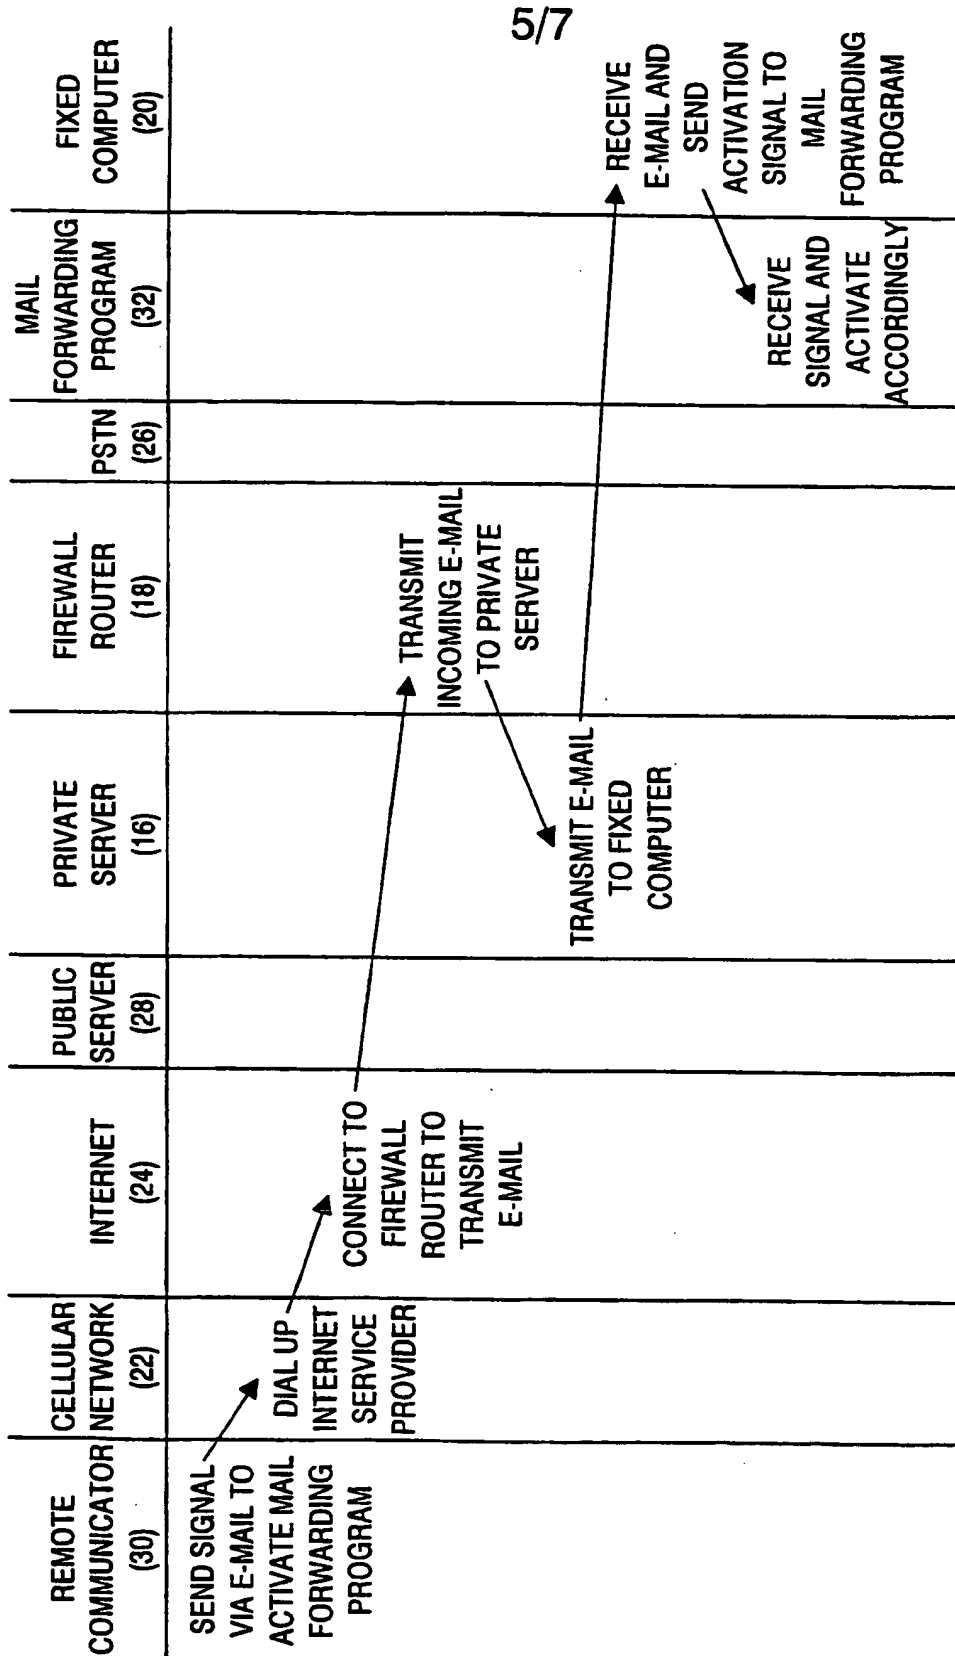 5/7
REMOTE
COMMUNICATOR
(30)
CELLULAR
NETWORK
(22)
INTERNET
(24)
PUBLIC
SERVER
(28)
PRIVATE
SERVER
(16)
FIREWALL
ROUTER
(18)
PSTN
(26)
MAIL
FORWARDING
PROGRAM
(32)
FIXED
COMPUTER
(20)
SEND SIGNAL
VIA E-MAIL TO
ACTIVATE MAIL
FORWARDING
PROGRAM
DIAL UP
INTERNET
SERVICE
PROVIDER
CONNECT TO
FIREWALL
ROUTER TO
TRANSMIT
E-MAIL
TRANSMIT
INCOMING E-MAIL
TO PRIVATE
SERVER
TRANSMIT E-MAIL
TO FIXED
COMPUTER
RECEIVE
E-MAIL AND
SEND
ACTIVATION
SIGNAL TO
MAIL
FORWARDING
PROGRAM
RECEIVE
SIGNAL AND
ACTIVATE
ACCORDINGLY